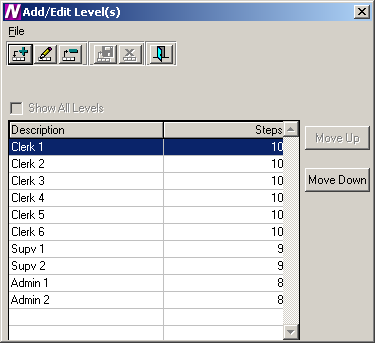 N Add/Edit Level(s)
File
Show All Levels
Description Steps
Clerk 1 10
Clerk 2 10
Clerk 3 10
Clerk 4 10
Clerk 5 10
Clerk 6 10
Supv 1 9
Supv 2 9
Admin 1 8
Admin 2 8
Move Up
Move Down